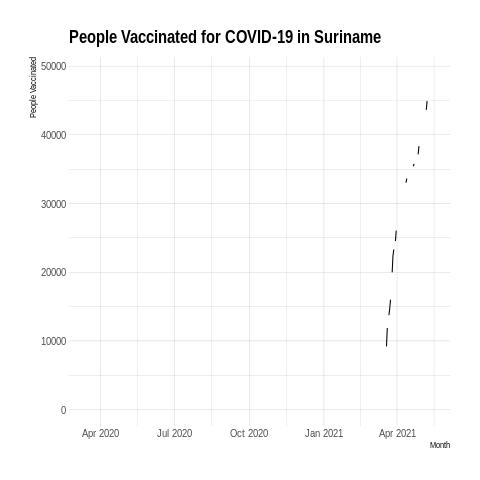 People Vaccinated for COVID-19 in Suriname
People Vaccinated
50000
40000
30000
20000
10000
0
Apr 2020 Jul 2020 Oct 2020 Jan 2021 Apr 2021
Month